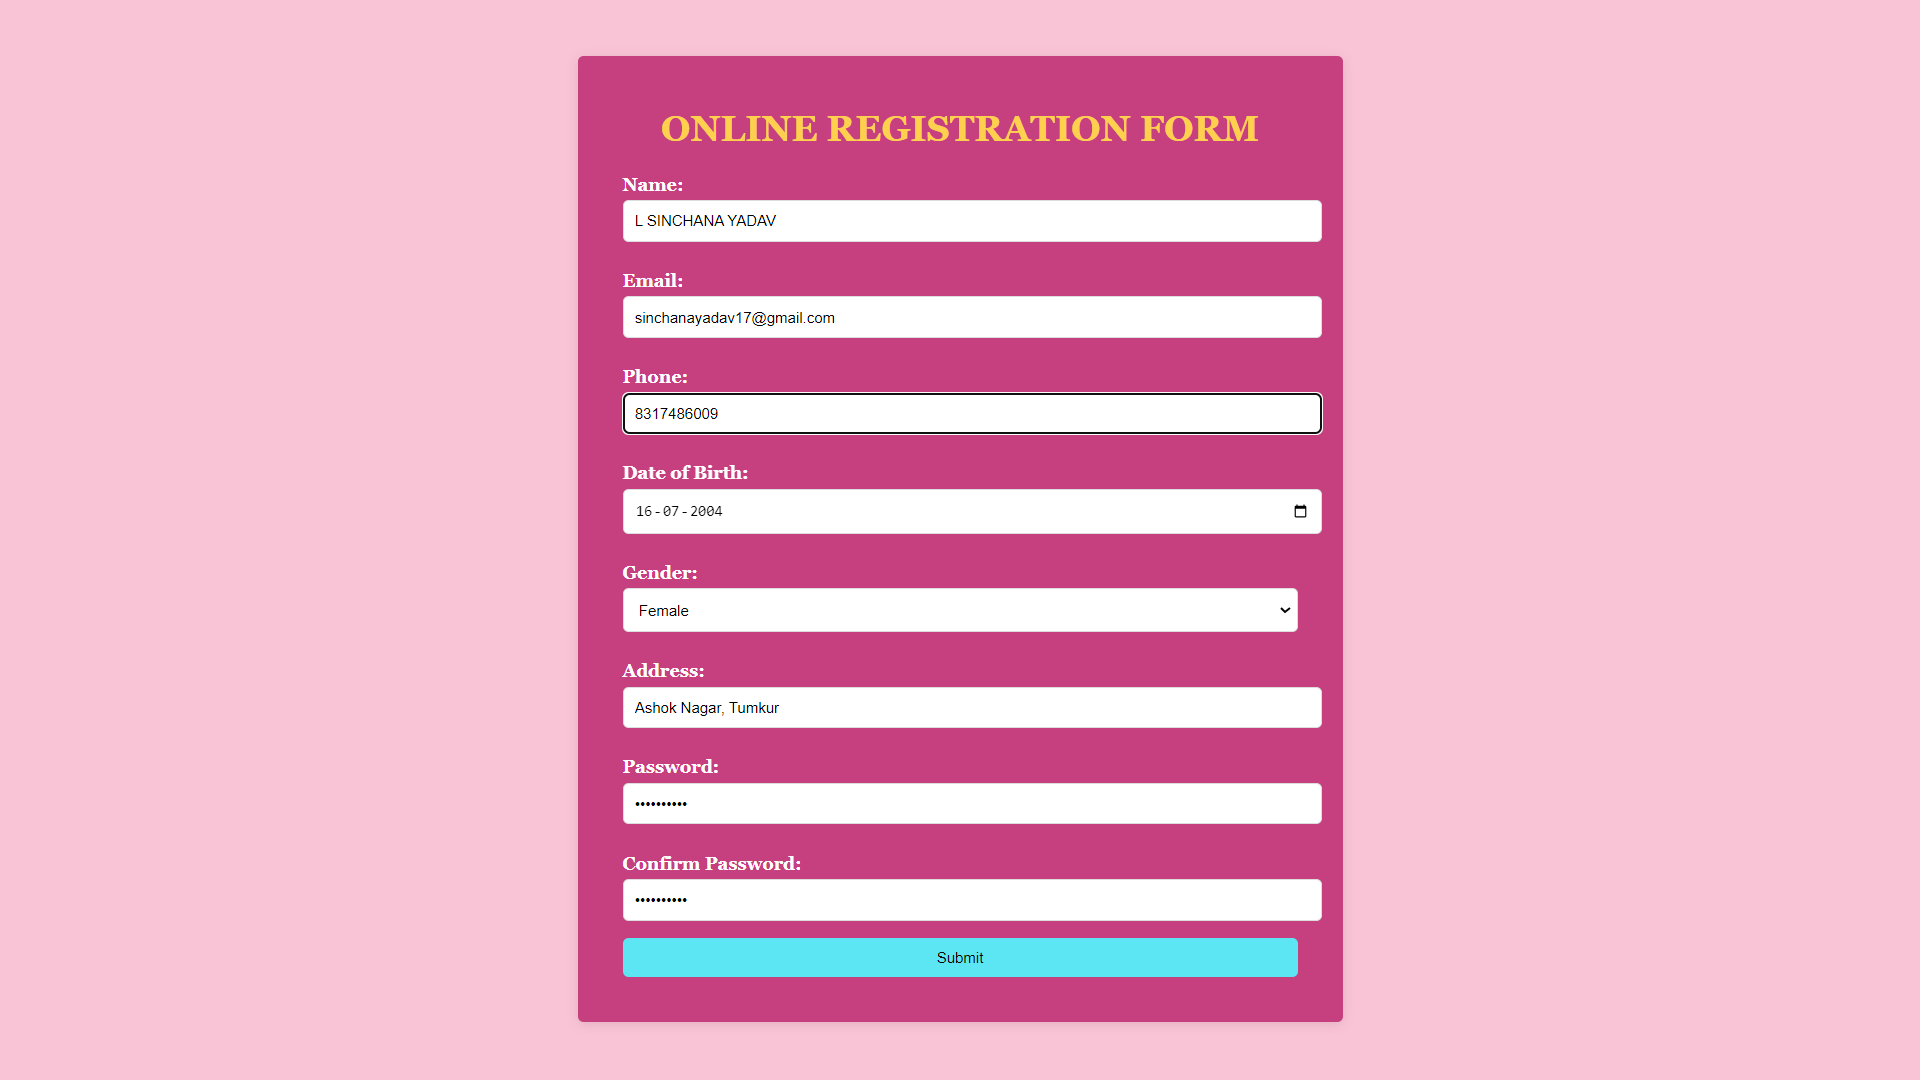 ONLINE REGISTRATION FORM
Name:
L SINCHANA YADAV
Email:
sinchanayadav17@gmail.com
Phone:
8317486009
Date of Birth:
16-07-2004
Gender:
Female
Address:
Ashok Nagar, Tumkur
Password:
••••••••••
Confirm Password:
••••••••••
Submit